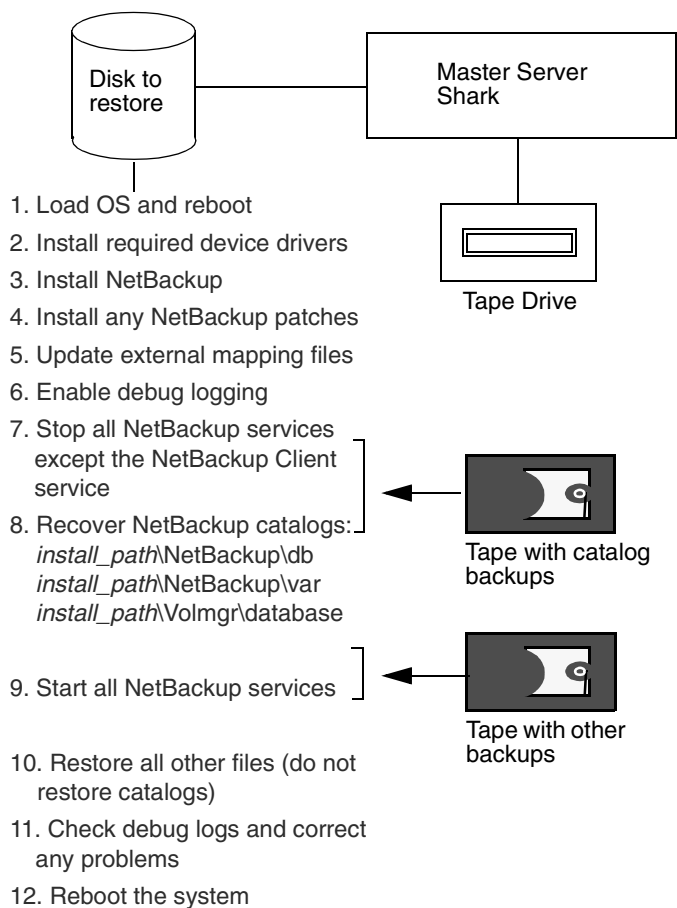 Disk to
restore
Master Server
Shark
Tape Drive
1. Load OS and reboot
2. Install required device drivers
3. Install NetBackup
4. Install any NetBackup patches
5. Update external mapping files
6. Enable debug logging
7. Stop all NetBackup services
except the NetBackup Client
service
8. Recover NetBackup catalogs:
install_path\NetBackup\db
install_path\NetBackup\var
install_path\Volmgr\database
Tape with catalog
backups
9. Start all NetBackup services
Tape with other
backups
10. Restore all other files (do not
restore catalogs)
11. Check debug logs and correct
any problems
12. Reboot the system